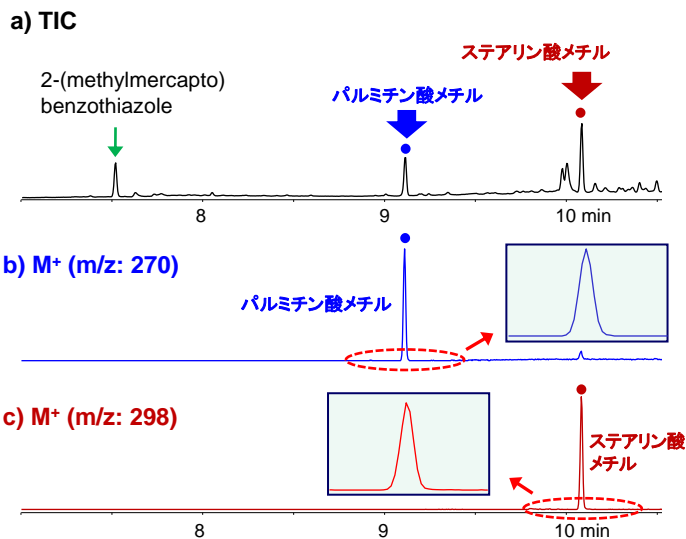 a) TIC
ステアリン酸メチル
2-(methylmercapto)
benzothiazole
パルミチン酸メチル
8
9
10 min
b) M⁺ (m/z: 270)
パルミチン酸メチル
c) M⁺ (m/z: 298)
ステアリン酸
メチル
8
9
10 min